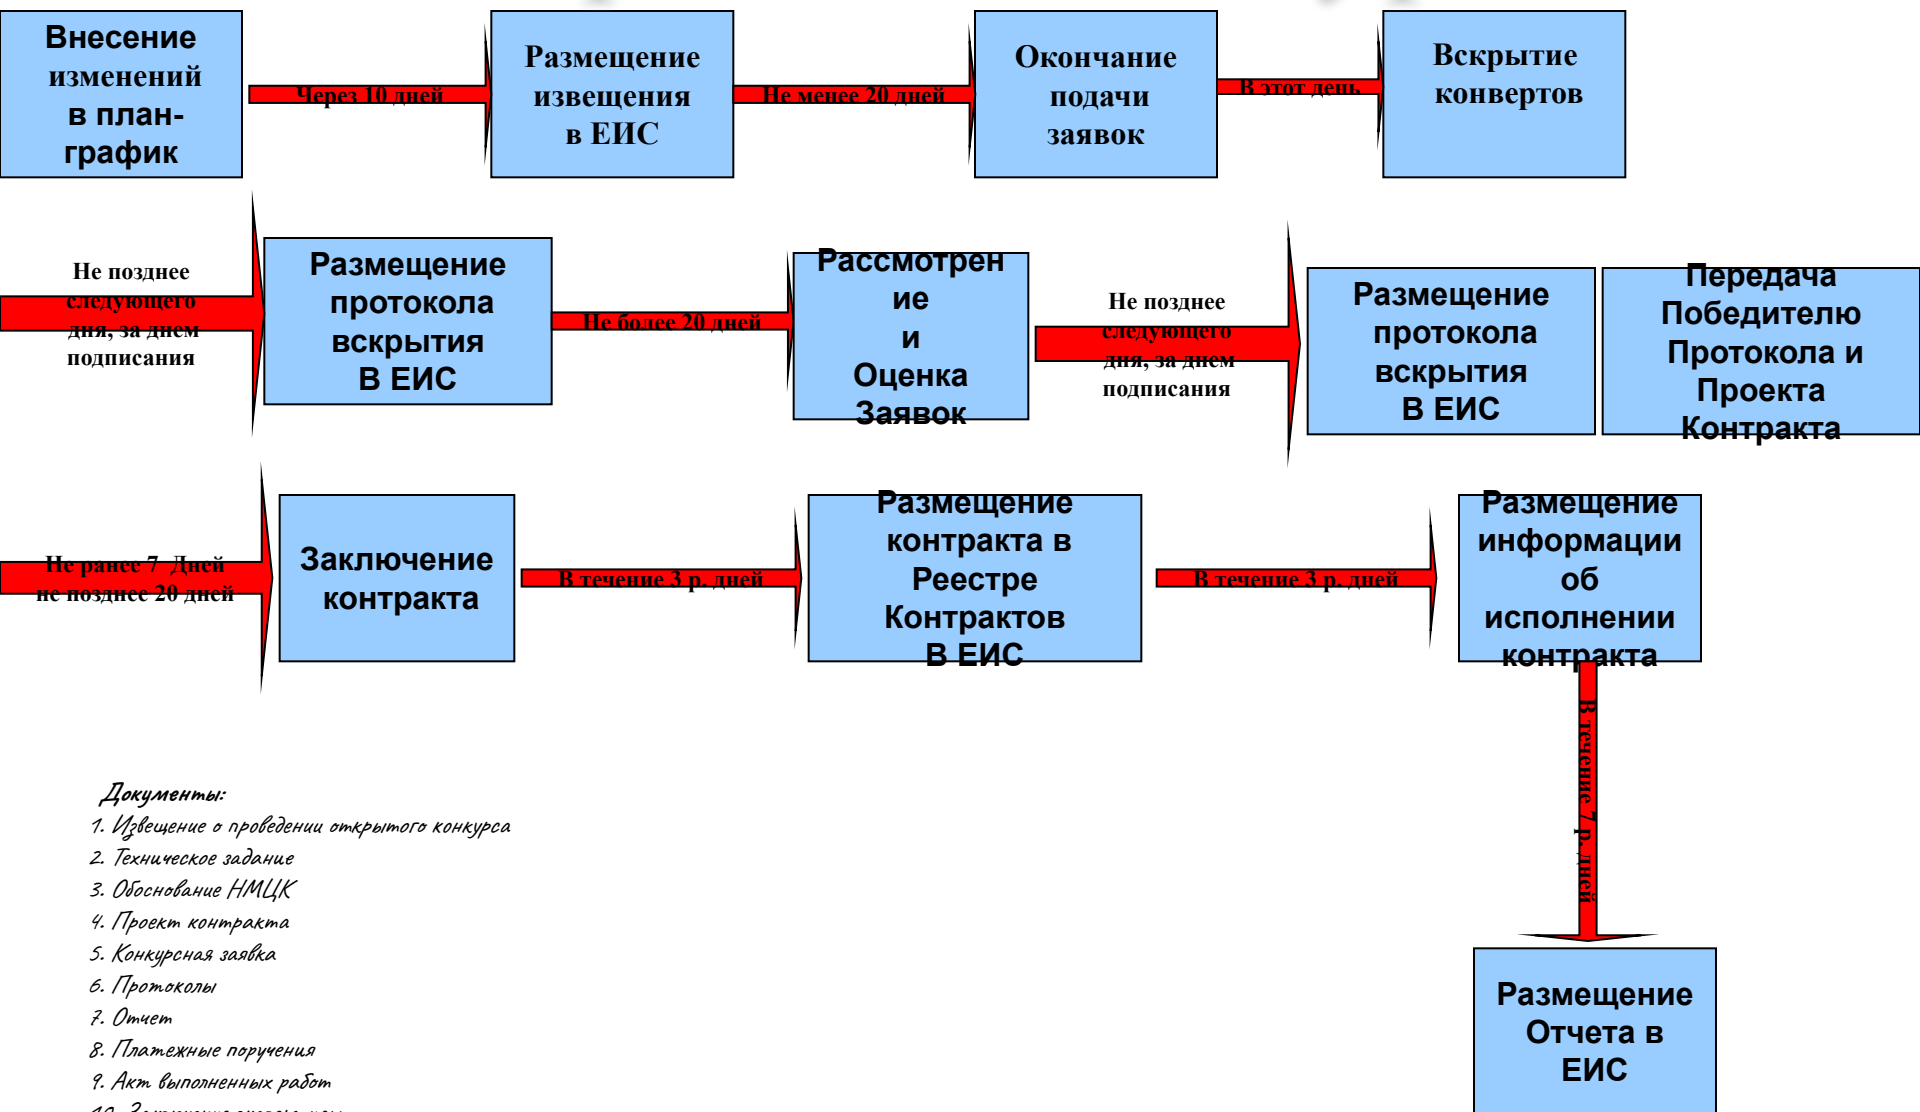 Внесение
изменений
в план-
график
Через 10 дней
Размещение
извещения
в ЕИС
Не менее 20 дней
Окончание
подачи
заявок
В этот день
Вскрытие
конвертов
Не позднее
следующего
дня, за днем
подписания
Размещение
протокола
вскрытия
В ЕИС
Не более 20 дней
Рассмотрен
ие
и
Оценка
Заявок
Не позднее
следующего
дня, за днем
подписания
Размещение
протокола
вскрытия
В ЕИС
Передача
Победителю
Протокола и
Проекта
Контракта
Не ранее 7 Дней
не позднее 20 дней
Заключение
контракта
В течение 3 р. дней
Размещение
контракта в
Реестре
Контрактов
В ЕИС
В течение 3 р. дней
Размещение
информации
об
исполнении
контракта
В течение 7 р. дней
Размещение
Отчета в
ЕИС
Документы:
1. Извещение о проведении открытого конкурса
2. Техническое задание
3. Обоснование НМЦК
4. Проект контракта
5. Конкурсная заявка
6. Протоколы
7. Отчет
8. Платежные поручения
9. Акт выполненных работ